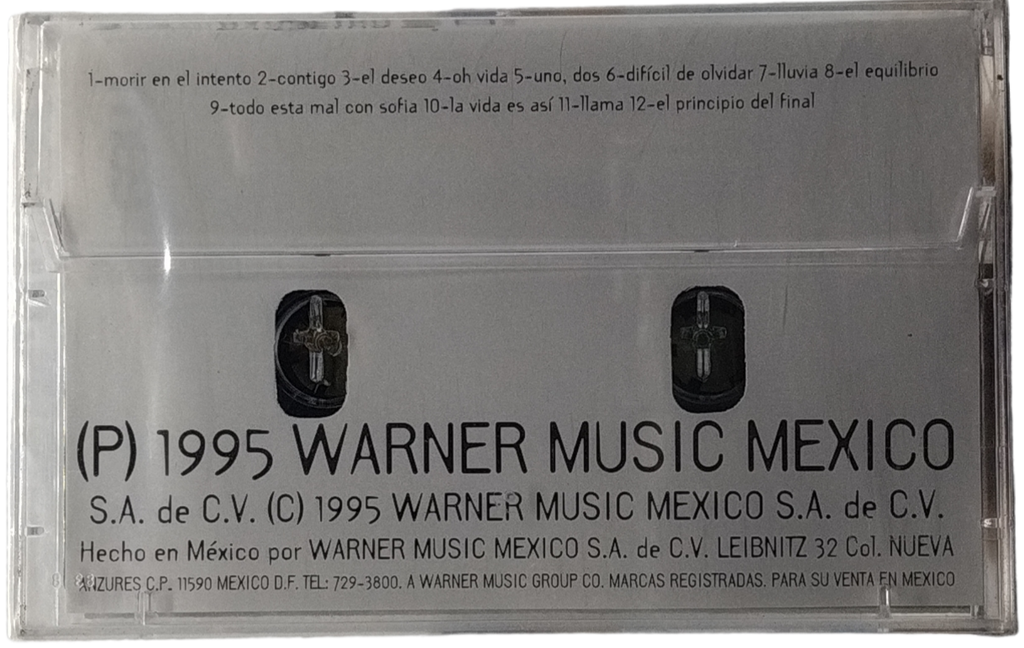 1-morir en el intento 2-contigo 3-el deseo 4-oh vida 5-uno, dos 6-difícil de olvidar 7-lluvia 8-el equilibrio
9-todo esta mal con sofia 10-la vida es así 11-llama 12-el principio del final
(P) 1995 WARNER MUSIC MEXICO
S.A. de C.V. (C) 1995 WARNER MUSIC MEXICO S.A. de C.V.
Hecho en México por WARNER MUSIC MEXICO S.A. de C.V. LEIBNITZ 32 Col. NUEVA
ANZURES C.P. 11590 MEXICO D.F. TEL: 729-3800. A WARNER MUSIC GROUP CO. MARCAS REGISTRADAS. PARA SU VENTA EN MEXICO